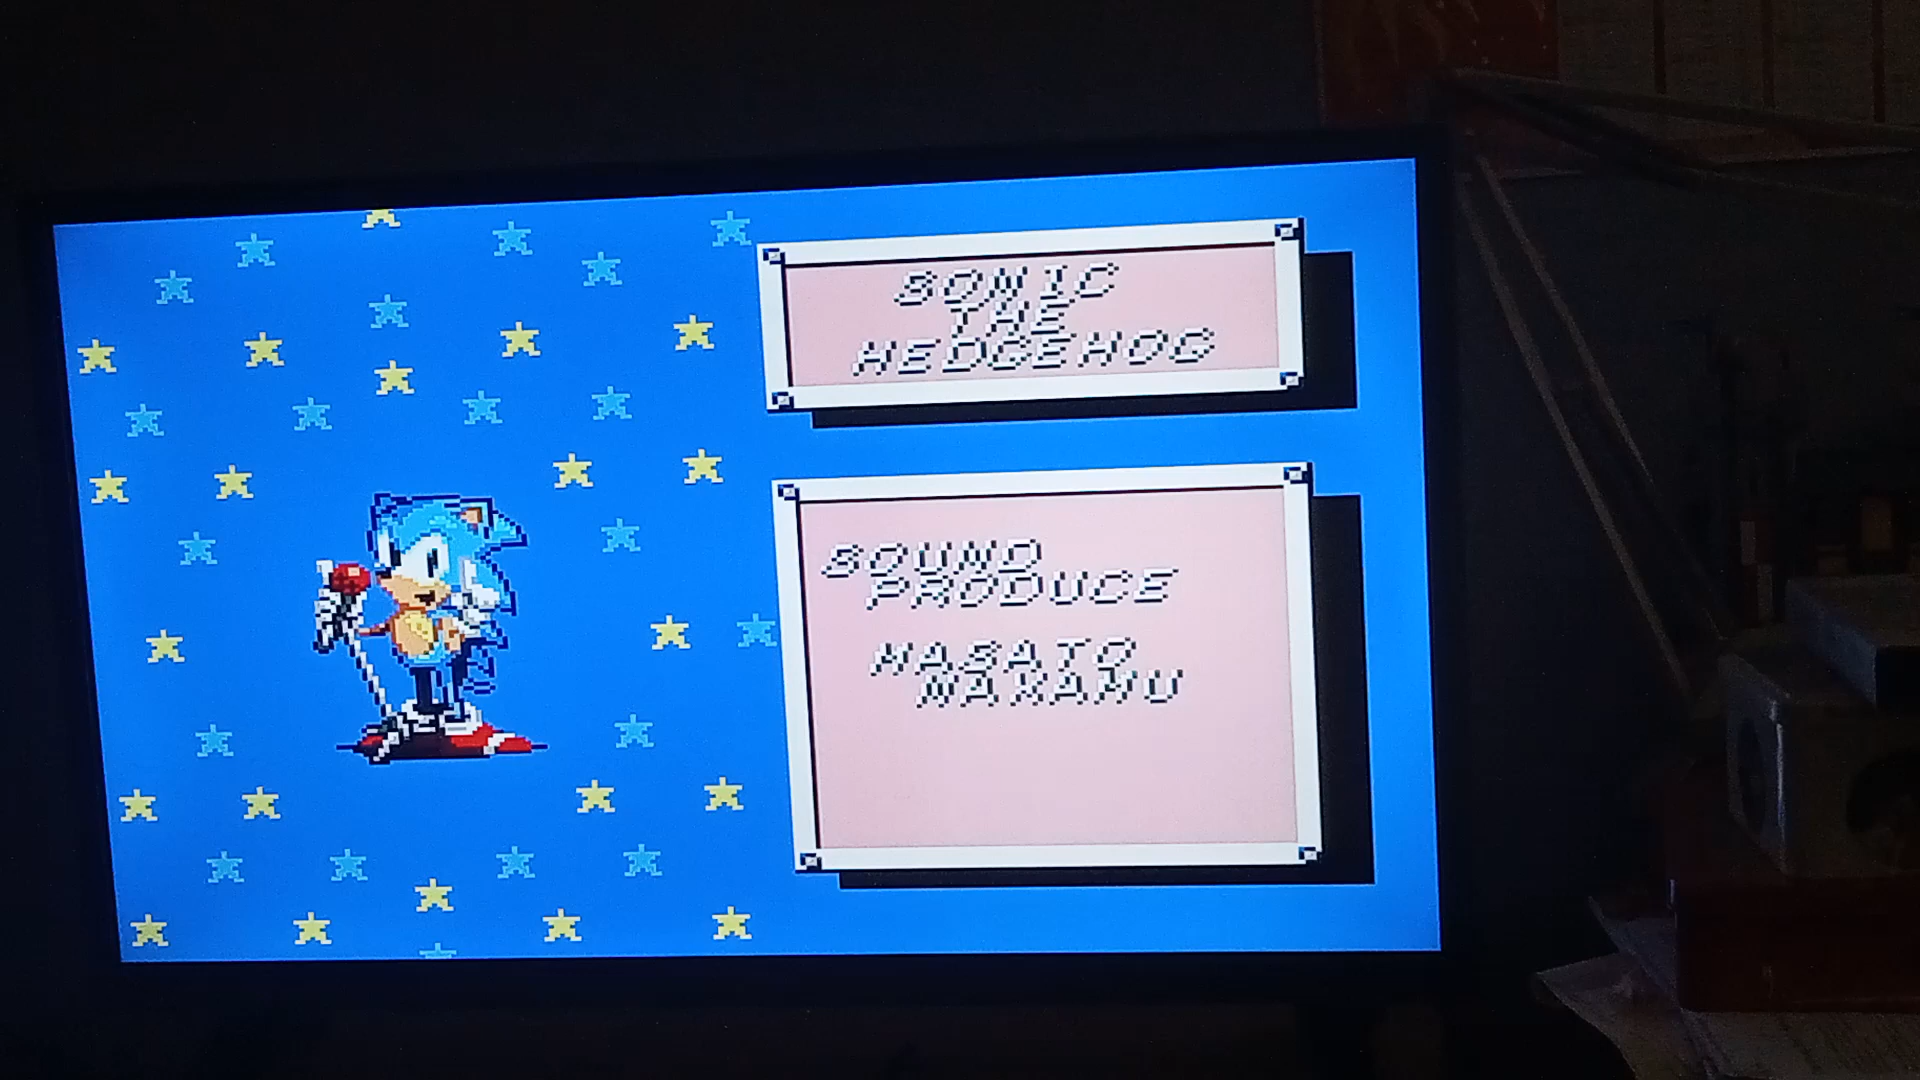 SONIC
THE
HEDGEHOG
SOUND
PRODUCE
MASATO
NAKAMU